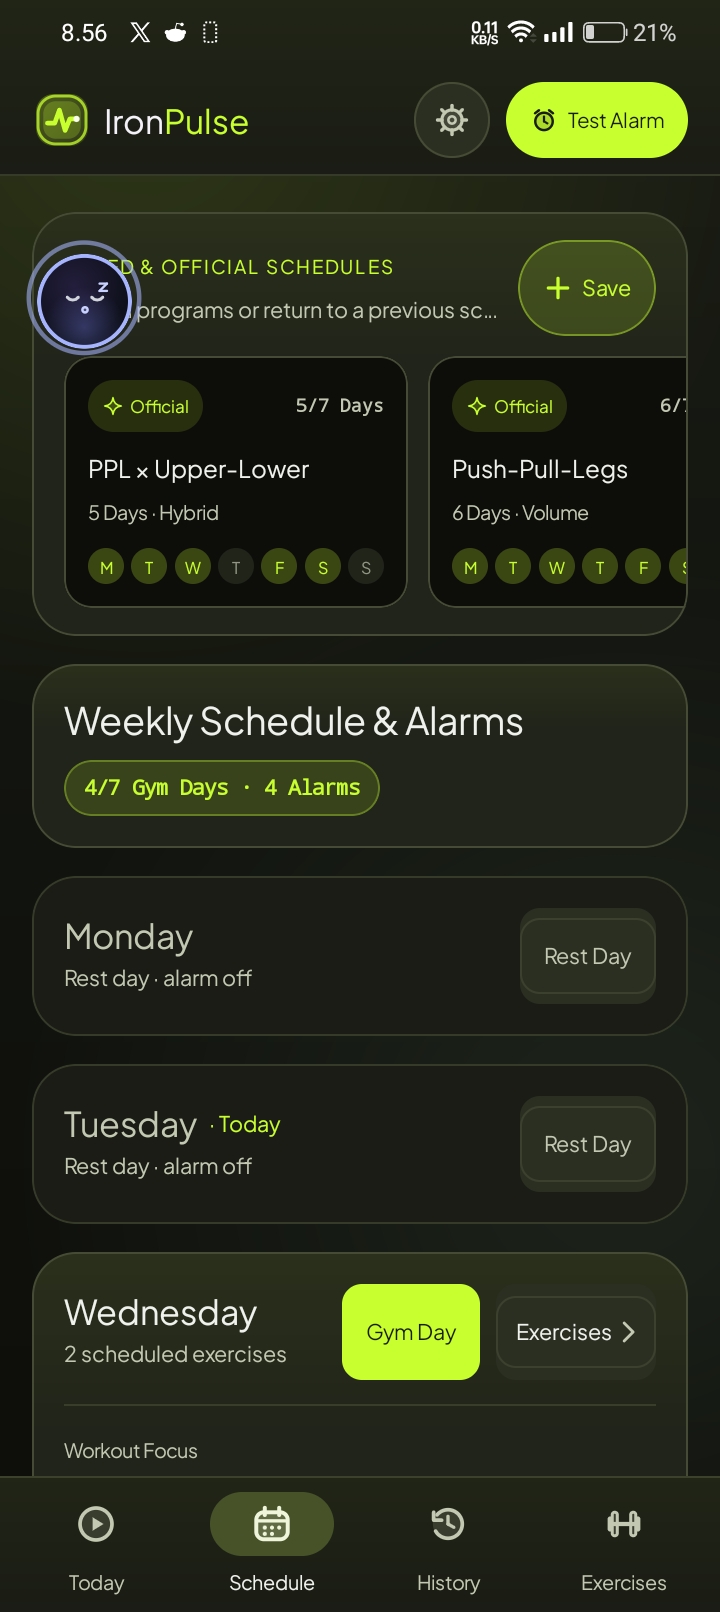 8.56
0.11 KB/S
21%
IronPulse
Test Alarm
& OFFICIAL SCHEDULES
programs or return to a previous sc...
Save
Official
5/7 Days
PPL × Upper-Lower
5 Days · Hybrid
M T W T F S S
Official
Push-Pull-Legs
6 Days · Volume
M T W T F
Weekly Schedule & Alarms
4/7 Gym Days · 4 Alarms
Monday
Rest day · alarm off
Rest Day
Tuesday · Today
Rest day · alarm off
Rest Day
Wednesday
2 scheduled exercises
Gym Day
Exercises
Workout Focus
Today
Schedule
History
Exercises